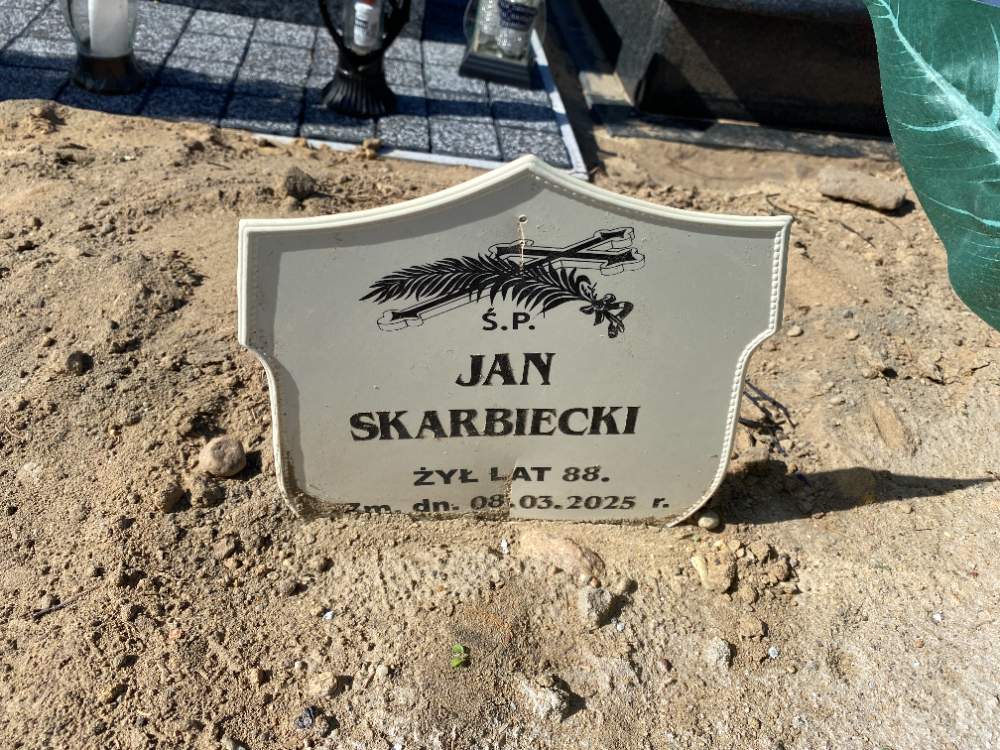 Ś.P.
JAN
SKARBIECKI
ŻYŁ LAT 88.
Zm. dn. 08.03.2025 r.